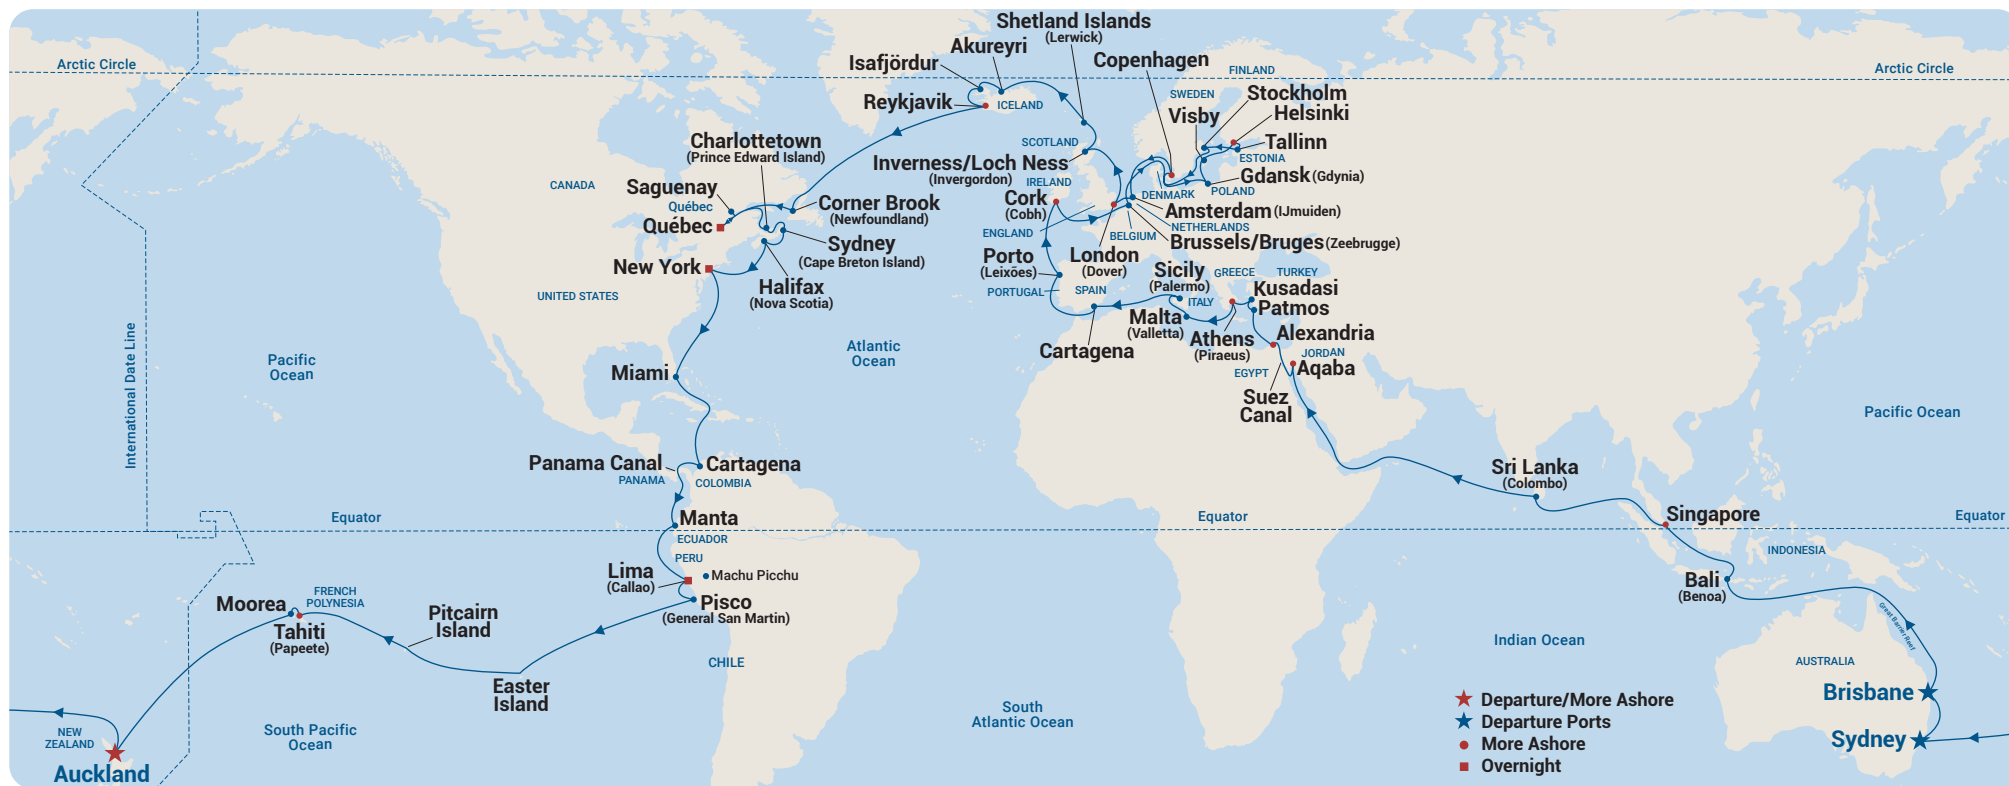 Shetland Islands
(Lerwick)
Akureyri
Copenhagen
Isafjördur
Arctic Circle
FINLAND
Arctic Circle
SWEDEN
Stockholm
Reykjavik
ICELAND
Visby
Helsinki
Charlottetown
(Prince Edward Island)
SCOTLAND
Tallinn
ESTONIA
Inverness/Loch Ness
(Invergordon)
CANADA
Saguenay
IRELAND
Gdansk (Gdynia)
DENMARK
POLAND
Québec
Corner Brook
(Newfoundland)
Cork
(Cobh)
Amsterdam (IJmuiden)
Québec
NETHERLANDS
ENGLAND
BELGIUM
Brussels/Bruges (Zeebrugge)
Sydney
(Cape Breton Island)
New York
Porto
(Leixões)
London
(Dover)
Sicily
(Palermo)
GREECE
TURKEY
Halifax
(Nova Scotia)
UNITED STATES
PORTUGAL
SPAIN
ITALY
Kusadasi
Patmos
Malta
(Valletta)
Athens
(Piraeus)
Alexandria
Cartagena
JORDAN
Atlantic
Ocean
Pacific
Ocean
International Date Line
Miami
EGYPT
Aqaba
Suez
Canal
Pacific Ocean
Panama Canal
PANAMA
Cartagena
COLOMBIA
Sri Lanka
(Colombo)
Equator
Manta
Equator
Singapore
Equator
ECUADOR
PERU
INDONESIA
Lima
(Callao)
Machu Picchu
Bali
(Benoa)
FRENCH
POLYNESIA
Moorea
Tahiti
(Papeete)
Pitcairn
Island
Pisco
(General San Martin)
Great Barrier Reef
Indian Ocean
CHILE
AUSTRALIA
Easter
Island
Brisbane
South
Atlantic Ocean
South Pacific
Ocean
NEW
ZEALAND
Sydney
Auckland
Departure/More Ashore
Departure Ports
More Ashore
Overnight